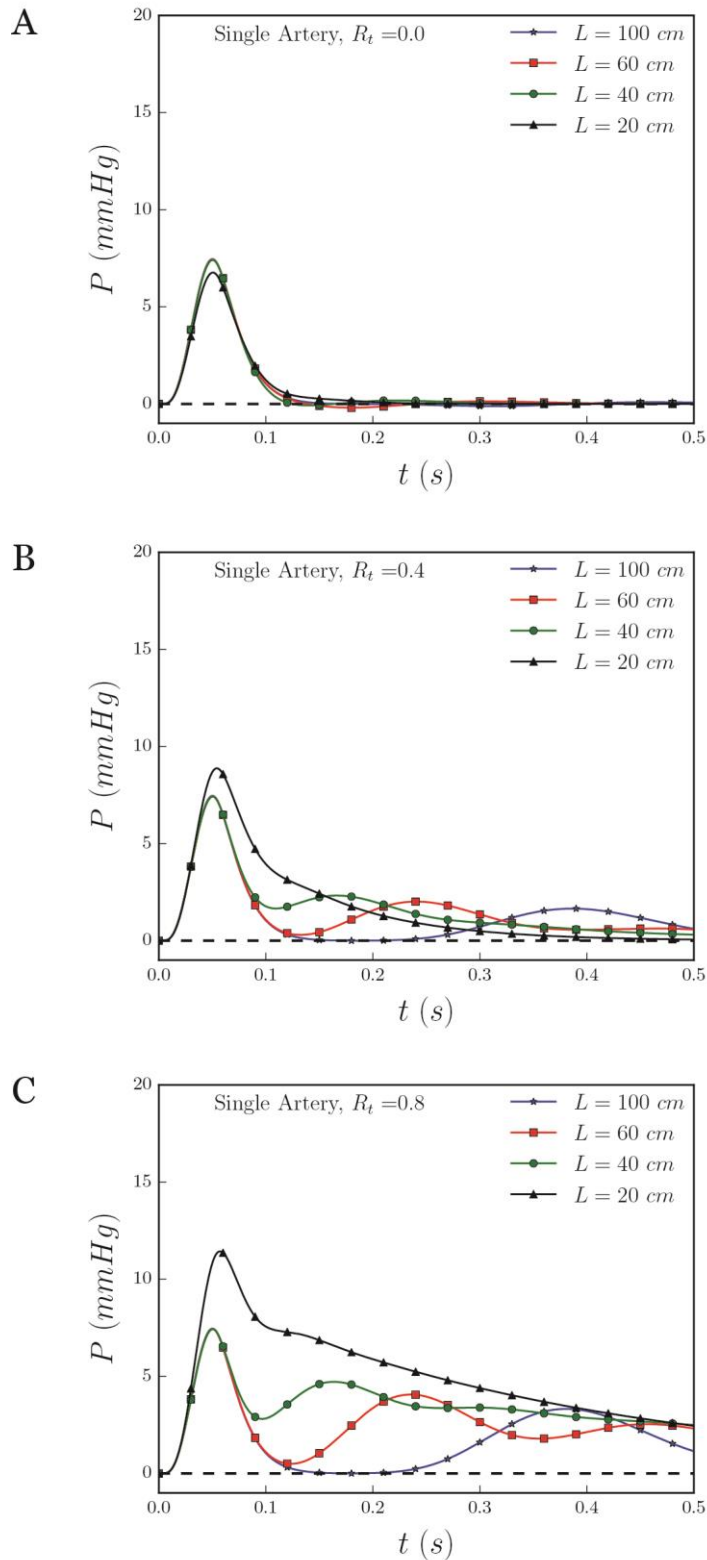 A
Single Artery, R_t =0.0
L = 100 cm
L = 60 cm
L = 40 cm
L = 20 cm
P (mmHg)
20
15
10
5
0
0.0 0.1 0.2 0.3 0.4 0.5
t (s)
B
Single Artery, R_t =0.4
L = 100 cm
L = 60 cm
L = 40 cm
L = 20 cm
P (mmHg)
20
15
10
5
0
0.0 0.1 0.2 0.3 0.4 0.5
t (s)
C
Single Artery, R_t =0.8
L = 100 cm
L = 60 cm
L = 40 cm
L = 20 cm
P (mmHg)
20
15
10
5
0
0.0 0.1 0.2 0.3 0.4 0.5
t (s)